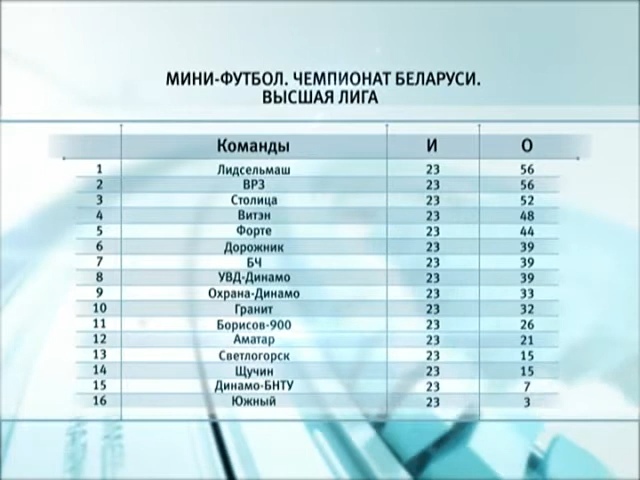 МИНИ-ФУТБОЛ. ЧЕМПИОНАТ БЕЛАРУСИ.
ВЫСШАЯ ЛИГА
Команды И О
1 Лидсельмаш 23 56
2 ВРЗ 23 56
3 Столица 23 52
4 Витэн 23 48
5 Форте 23 44
6 Дорожник 23 39
7 БЧ 23 39
8 УВД-Динамо 23 39
9 Охрана-Динамо 23 33
10 Гранит 23 32
11 Борисов-900 23 26
12 Аматар 23 21
13 Светлогорск 23 15
14 Щучин 23 15
15 Динамо-БНТУ 23 7
16 Южный 23 3